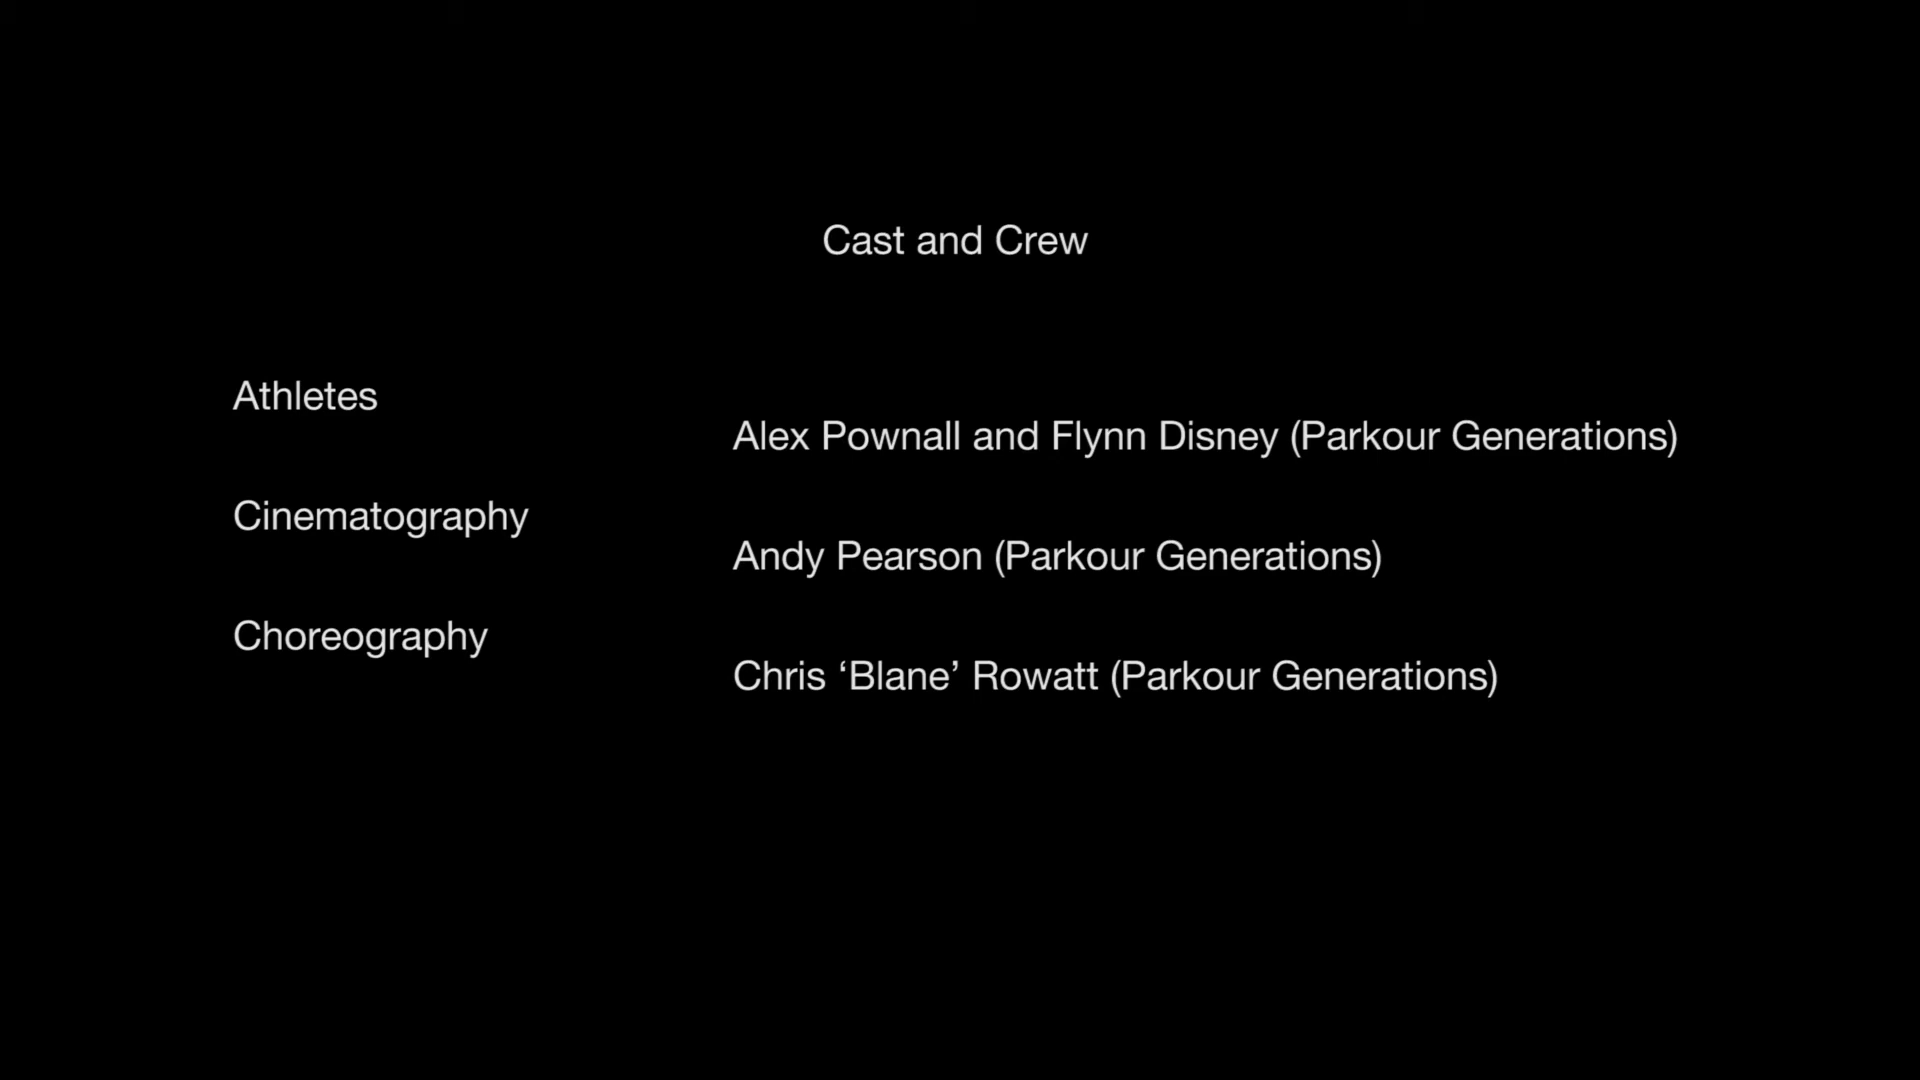 Cast and Crew
Athletes
Alex Pownall and Flynn Disney (Parkour Generations)
Cinematography
Andy Pearson (Parkour Generations)
Choreography
Chris ‘Blane’ Rowatt (Parkour Generations)